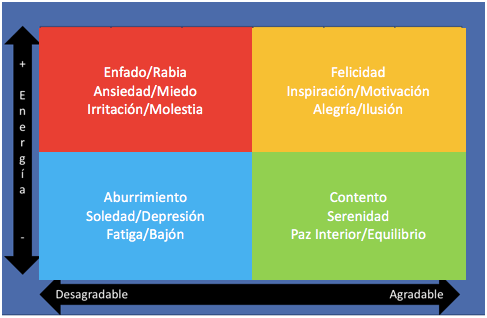 +
Energía
-
Enfado/Rabia
Ansiedad/Miedo
Irritación/Molestia
Felicidad
Inspiración/Motivación
Alegría/Ilusión
Aburrimiento
Soledad/Depresión
Fatiga/Bajón
Contento
Serenidad
Paz Interior/Equilibrio
Desagradable
Agradable